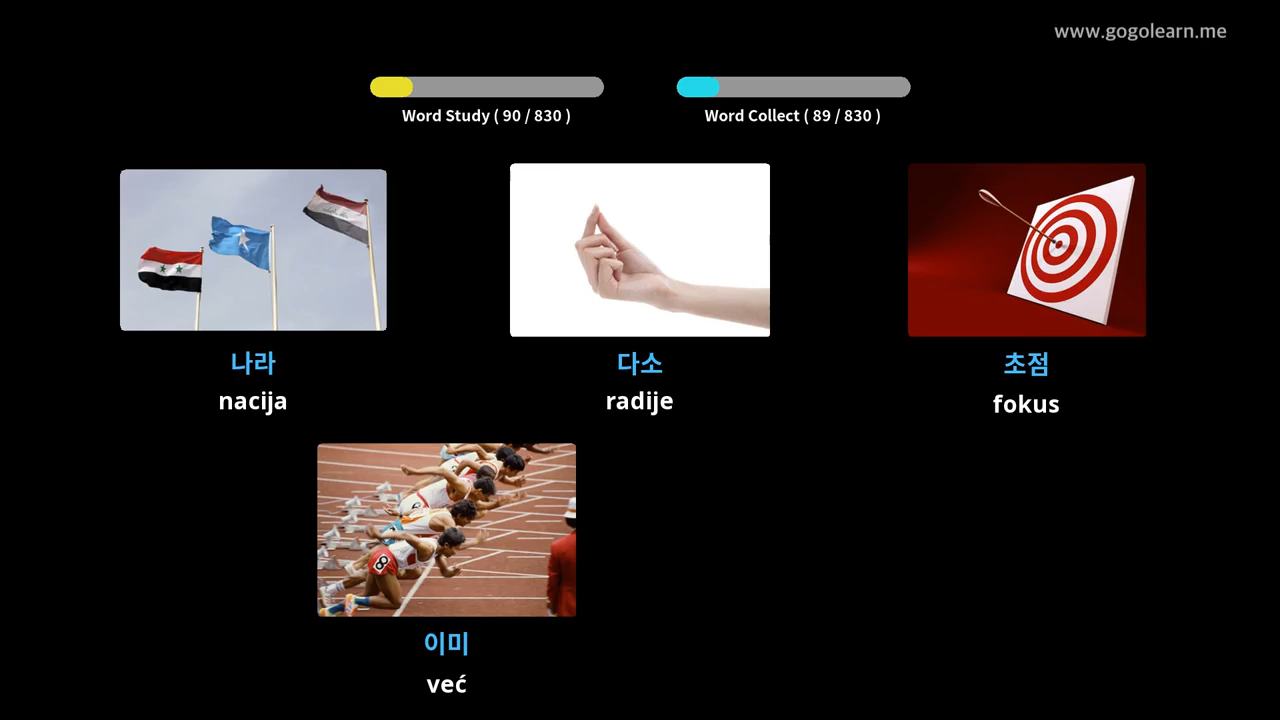 www.gogolearn.me
Word Study ( 90 / 830 )
Word Collect ( 89 / 830 )
나라
nacija
다소
radije
초점
fokus
이미
već